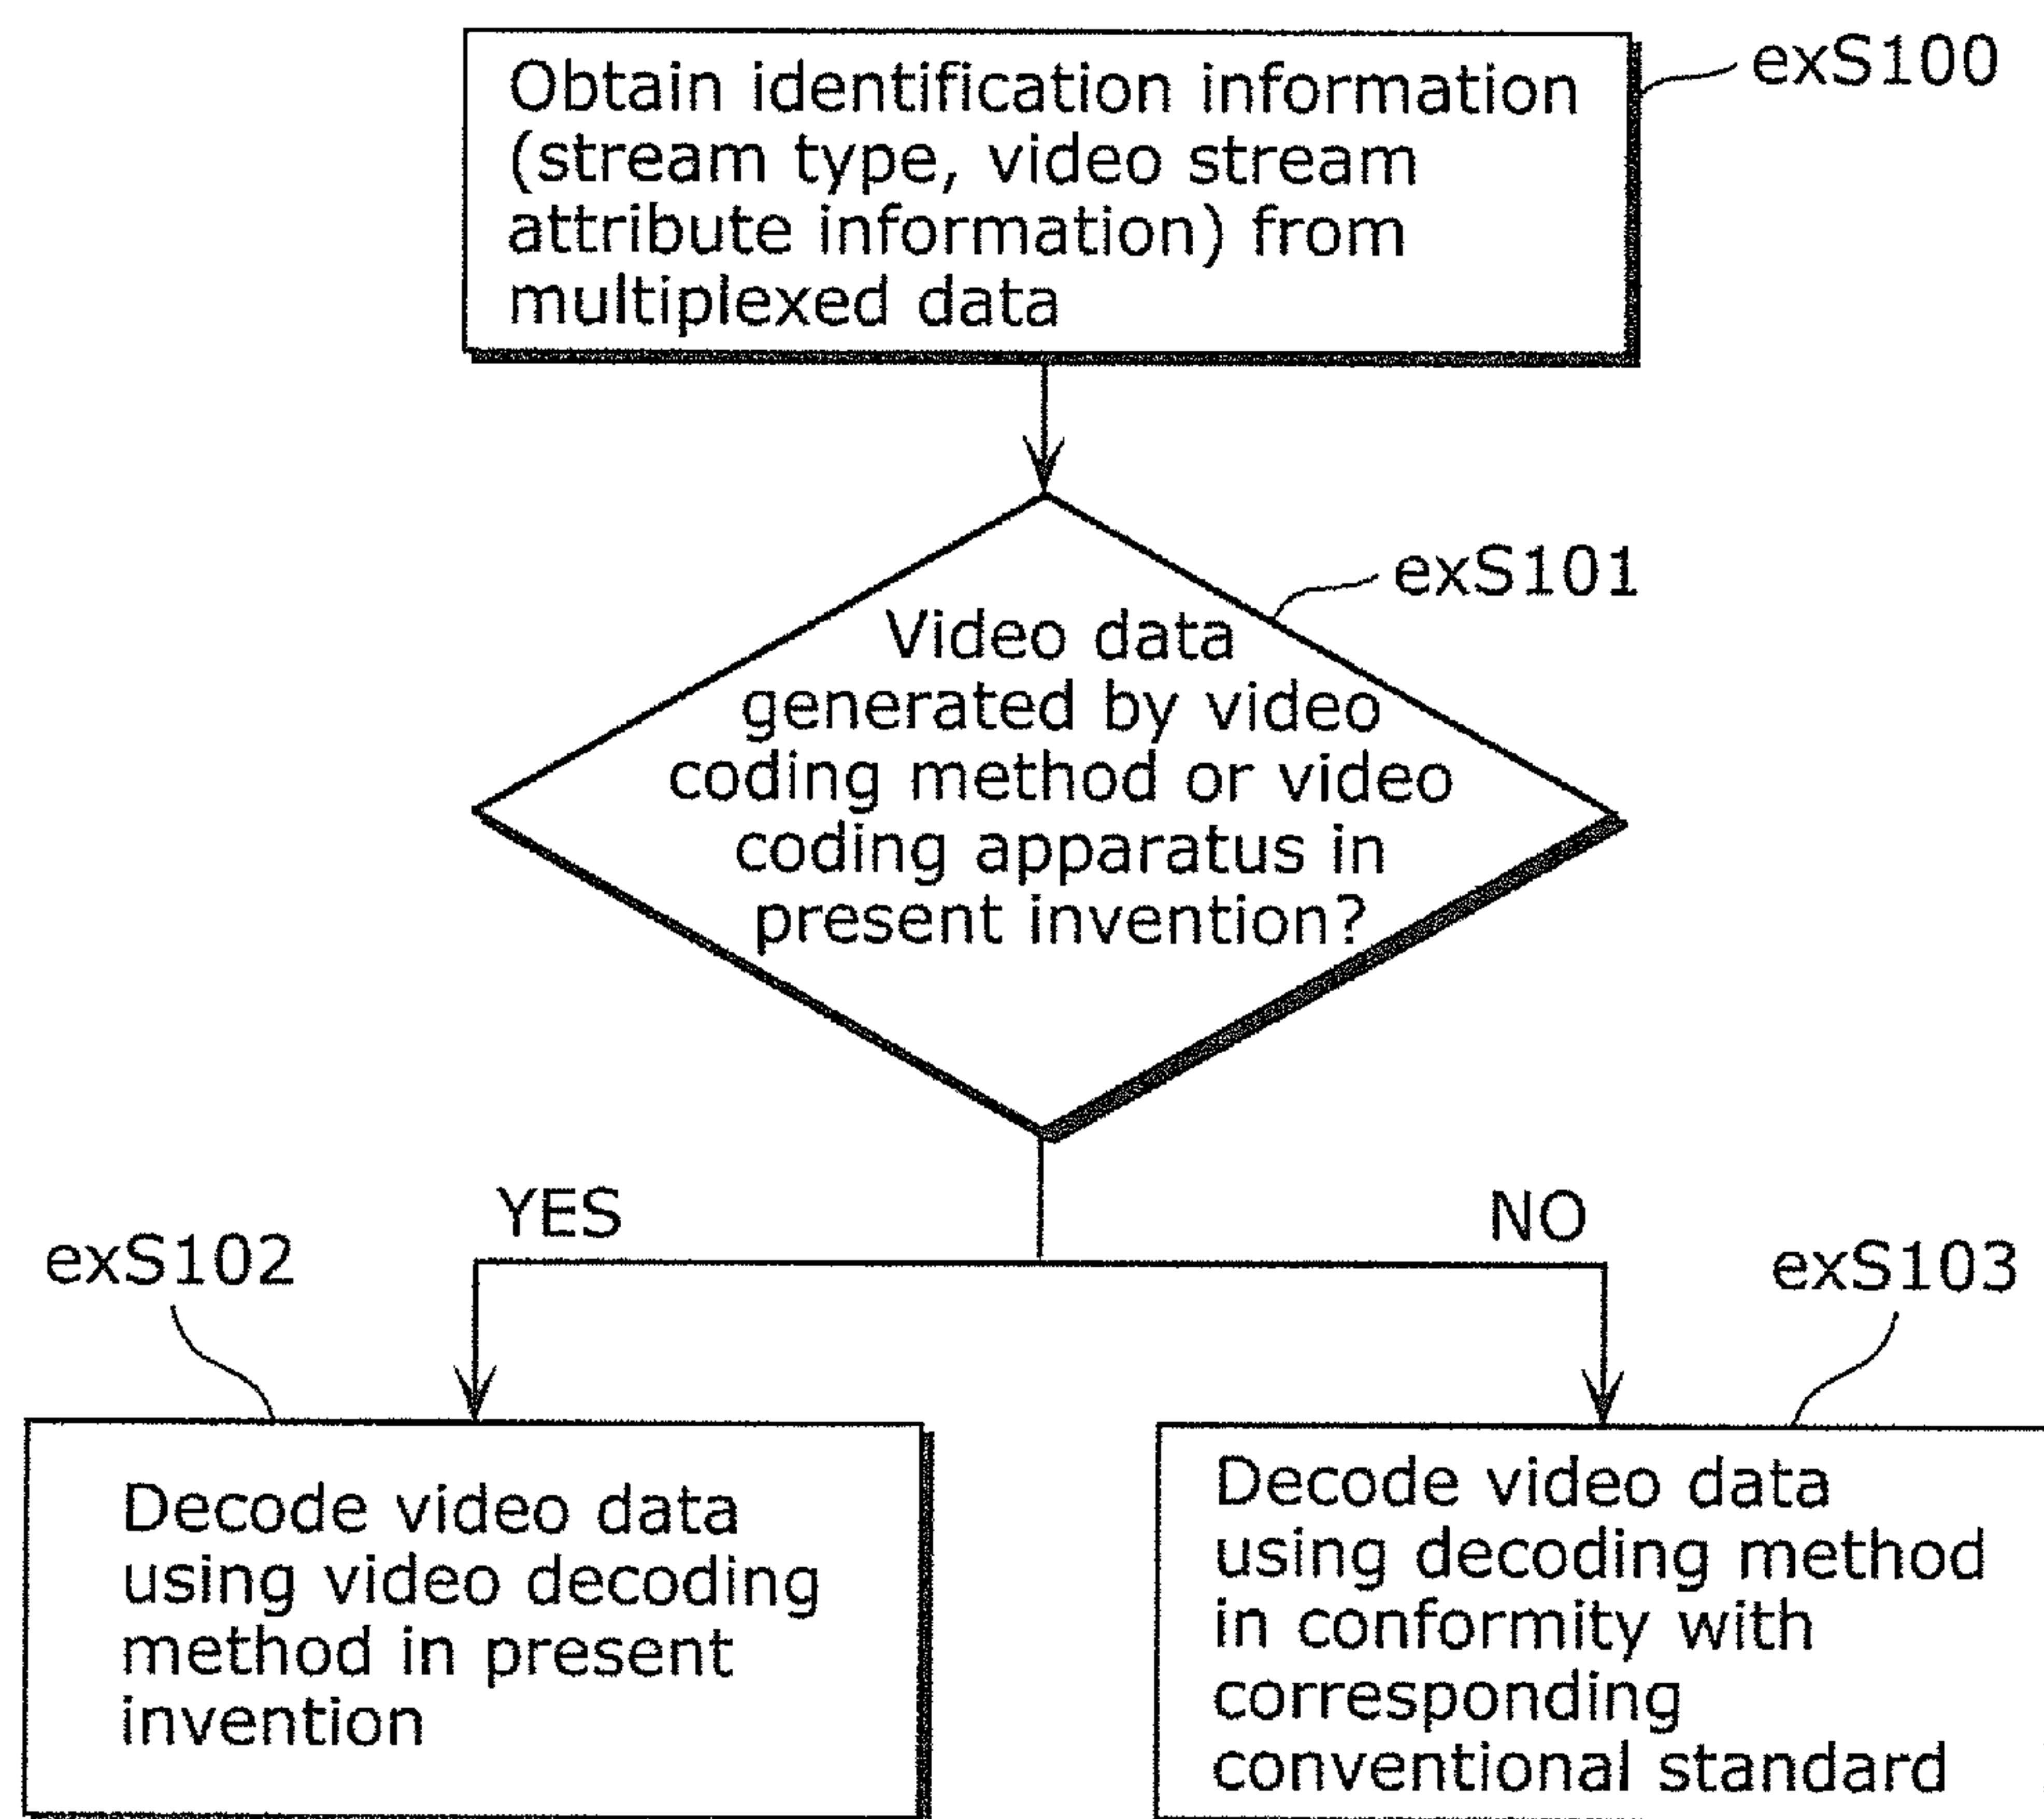 Obtain identification information
(stream type, video stream
attribute information) from
multiplexed data
exS100
exS101
Video data
generated by video
coding method or video
coding apparatus in
present invention?
YES
NO
exS102
exS103
Decode video data
using video decoding
method in present
invention
Decode video data
using decoding method
in conformity with
corresponding
conventional standard